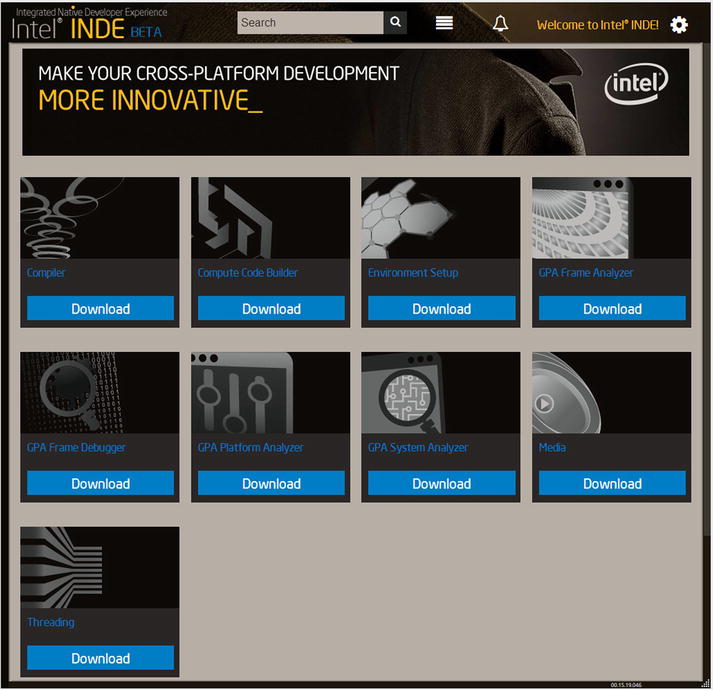 Integrated Native Developer Experience
Intel® INDE BETA
Search
Welcome to Intel® INDE!
MAKE YOUR CROSS-PLATFORM DEVELOPMENT
MORE INNOVATIVE_
intel
Compiler
Compute Code Builder
Environment Setup
GPA Frame Analyzer
Download
Download
Download
Download
GPA Frame Debugger
GPA Platform Analyzer
GPA System Analyzer
Media
Download
Download
Download
Download
Threading
Download
00.15.19.046